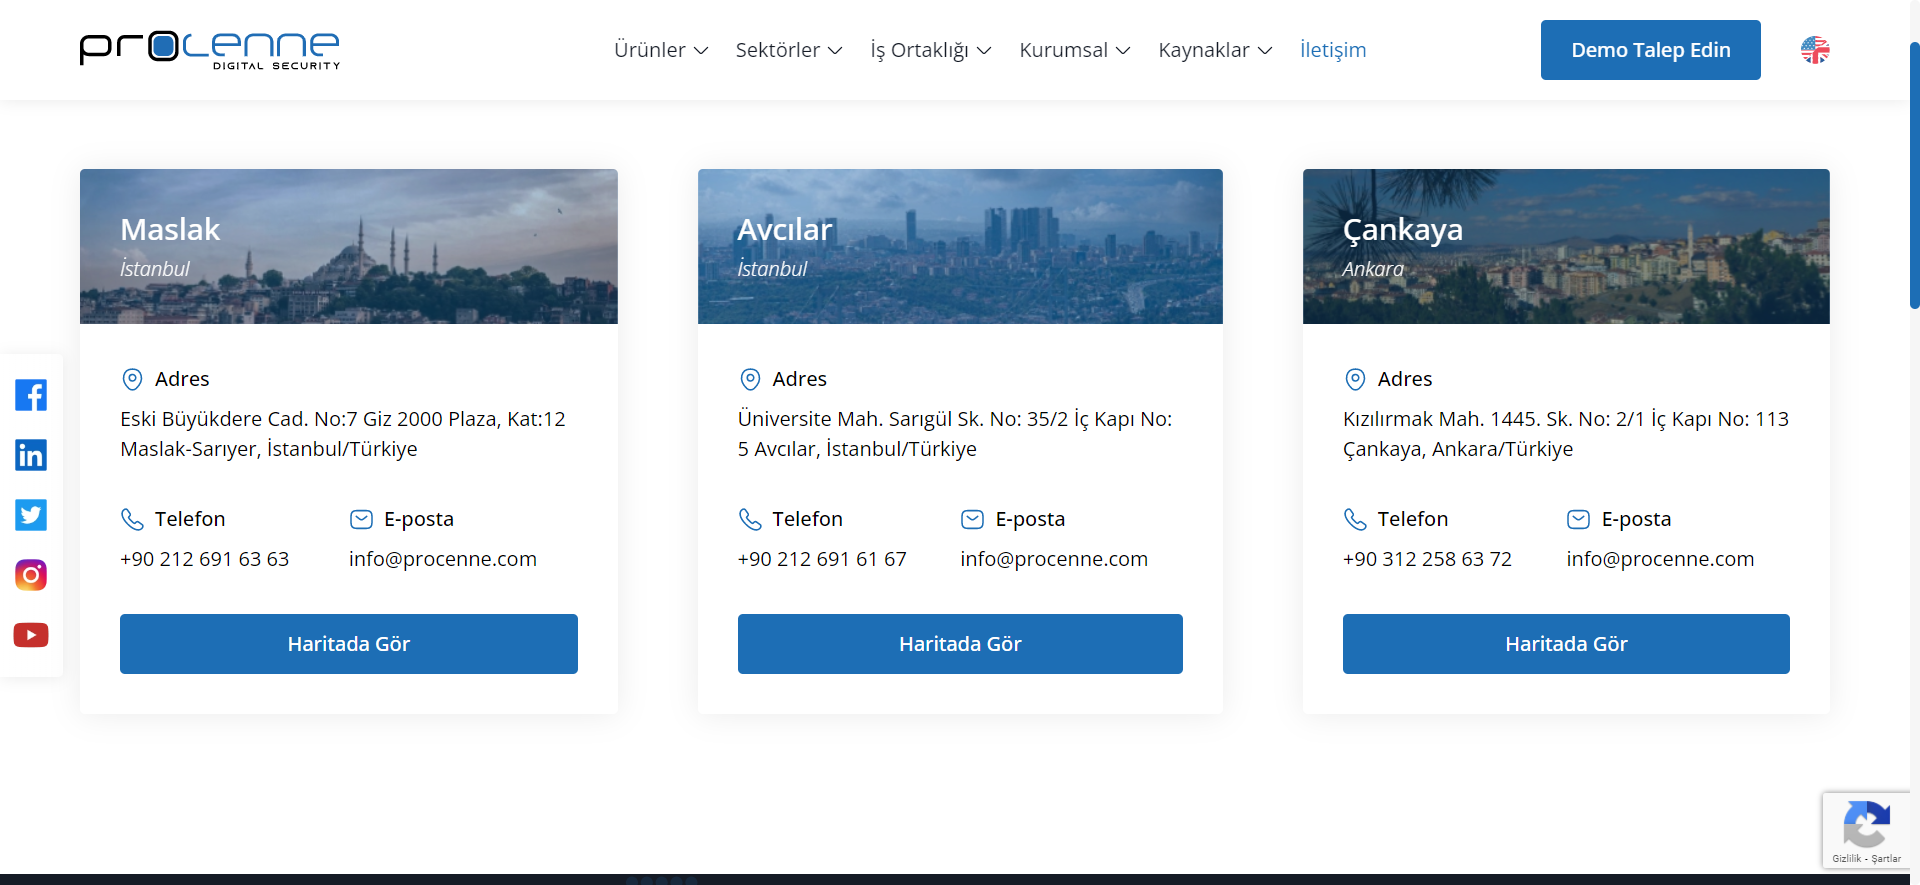 procenne
DIGITAL SECURITY
Ürünler
Sektörler
İş Ortaklığı
Kurumsal
Kaynaklar
İletişim
Demo Talep Edin
Maslak
İstanbul
Adres
Eski Büyükdere Cad. No:7 Giz 2000 Plaza, Kat:12
Maslak-Sarıyer, İstanbul/Türkiye
Telefon
+90 212 691 63 63
E-posta
info@procenne.com
Haritada Gör
Avcılar
İstanbul
Adres
Üniversite Mah. Sarıgül Sk. No: 35/2 İç Kapı No:
5 Avcılar, İstanbul/Türkiye
Telefon
+90 212 691 61 67
E-posta
info@procenne.com
Haritada Gör
Çankaya
Ankara
Adres
Kızılırmak Mah. 1445. Sk. No: 2/1 İç Kapı No: 113
Çankaya, Ankara/Türkiye
Telefon
+90 312 258 63 72
E-posta
info@procenne.com
Haritada Gör
Gizlilik - Şartlar